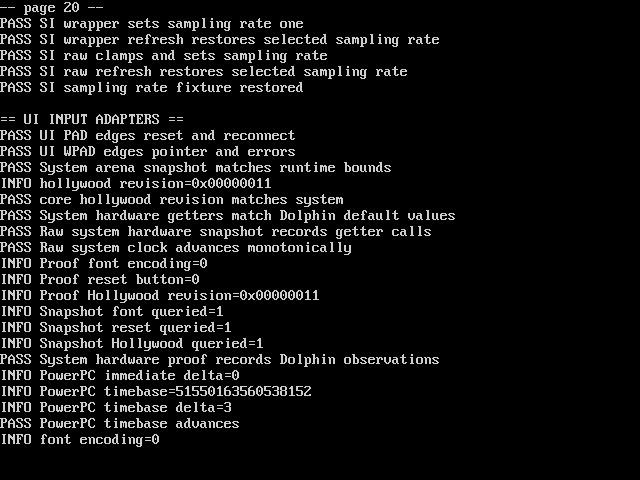 -- page 20 --
PASS SI wrapper sets sampling rate one
PASS SI wrapper refresh restores selected sampling rate
PASS SI raw clamps and sets sampling rate
PASS SI raw refresh restores selected sampling rate
PASS SI sampling rate fixture restored

== UI INPUT ADAPTERS ==
PASS UI PAD edges reset and reconnect
PASS UI WPAD edges pointer and errors
PASS System arena snapshot matches runtime bounds
INFO hollywood revision=0x00000011
PASS core hollywood revision matches system
PASS System hardware getters match Dolphin default values
PASS Raw system hardware snapshot records getter calls
PASS Raw system clock advances monotonically
INFO Proof font encoding=0
INFO Proof reset button=0
INFO Proof Hollywood revision=0x00000011
INFO Snapshot font queried=1
INFO Snapshot reset queried=1
INFO Snapshot Hollywood queried=1
PASS System hardware proof records Dolphin observations
INFO PowerPC immediate delta=0
INFO PowerPC timebase=51550163560538152
INFO PowerPC timebase delta=3
PASS PowerPC timebase advances
INFO font encoding=0